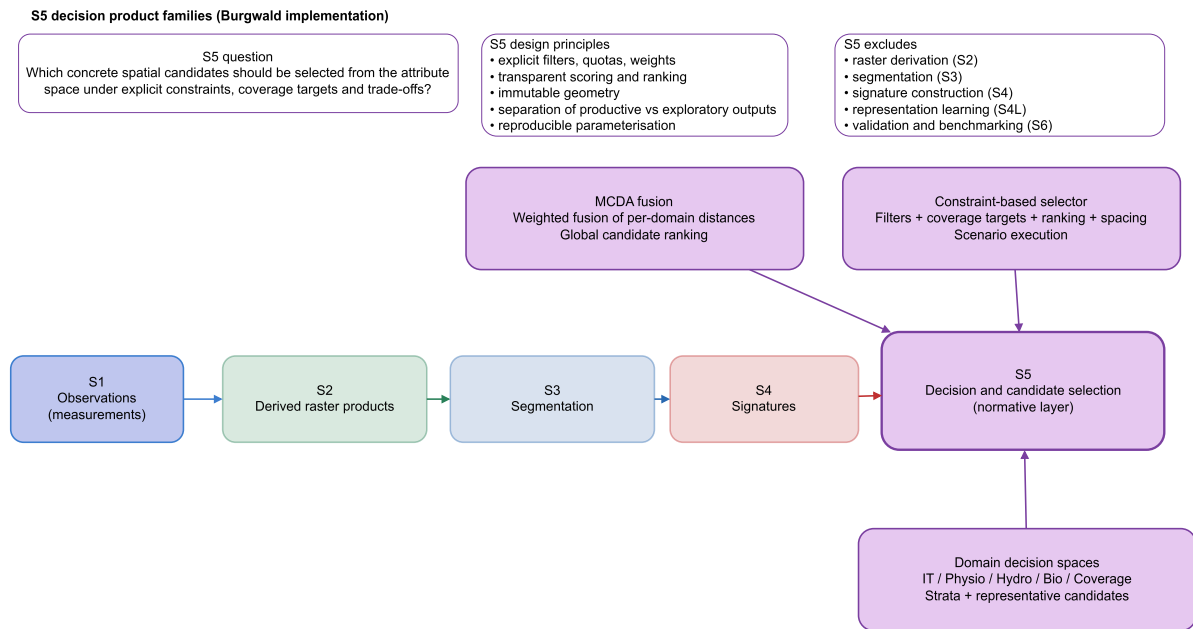 S5 decision product families (Burgwald implementation)
S5 question
Which concrete spatial candidates should be selected from the attribute
space under explicit constraints, coverage targets and trade-offs?
S5 design principles
• explicit filters, quotas, weights
• transparent scoring and ranking
• immutable geometry
• separation of productive vs exploratory outputs
• reproducible parameterisation
S5 excludes
• raster derivation (S2)
• segmentation (S3)
• signature construction (S4)
• representation learning (S4L)
• validation and benchmarking (S6)
MCDA fusion
Weighted fusion of per-domain distances
Global candidate ranking
Constraint-based selector
Filters + coverage targets + ranking + spacing
Scenario execution
S1
Observations
(measurements)
S2
Derived raster products
S3
Segmentation
S4
Signatures
S5
Decision and candidate selection
(normative layer)
Domain decision spaces
IT / Physio / Hydro / Bio / Coverage
Strata + representative candidates